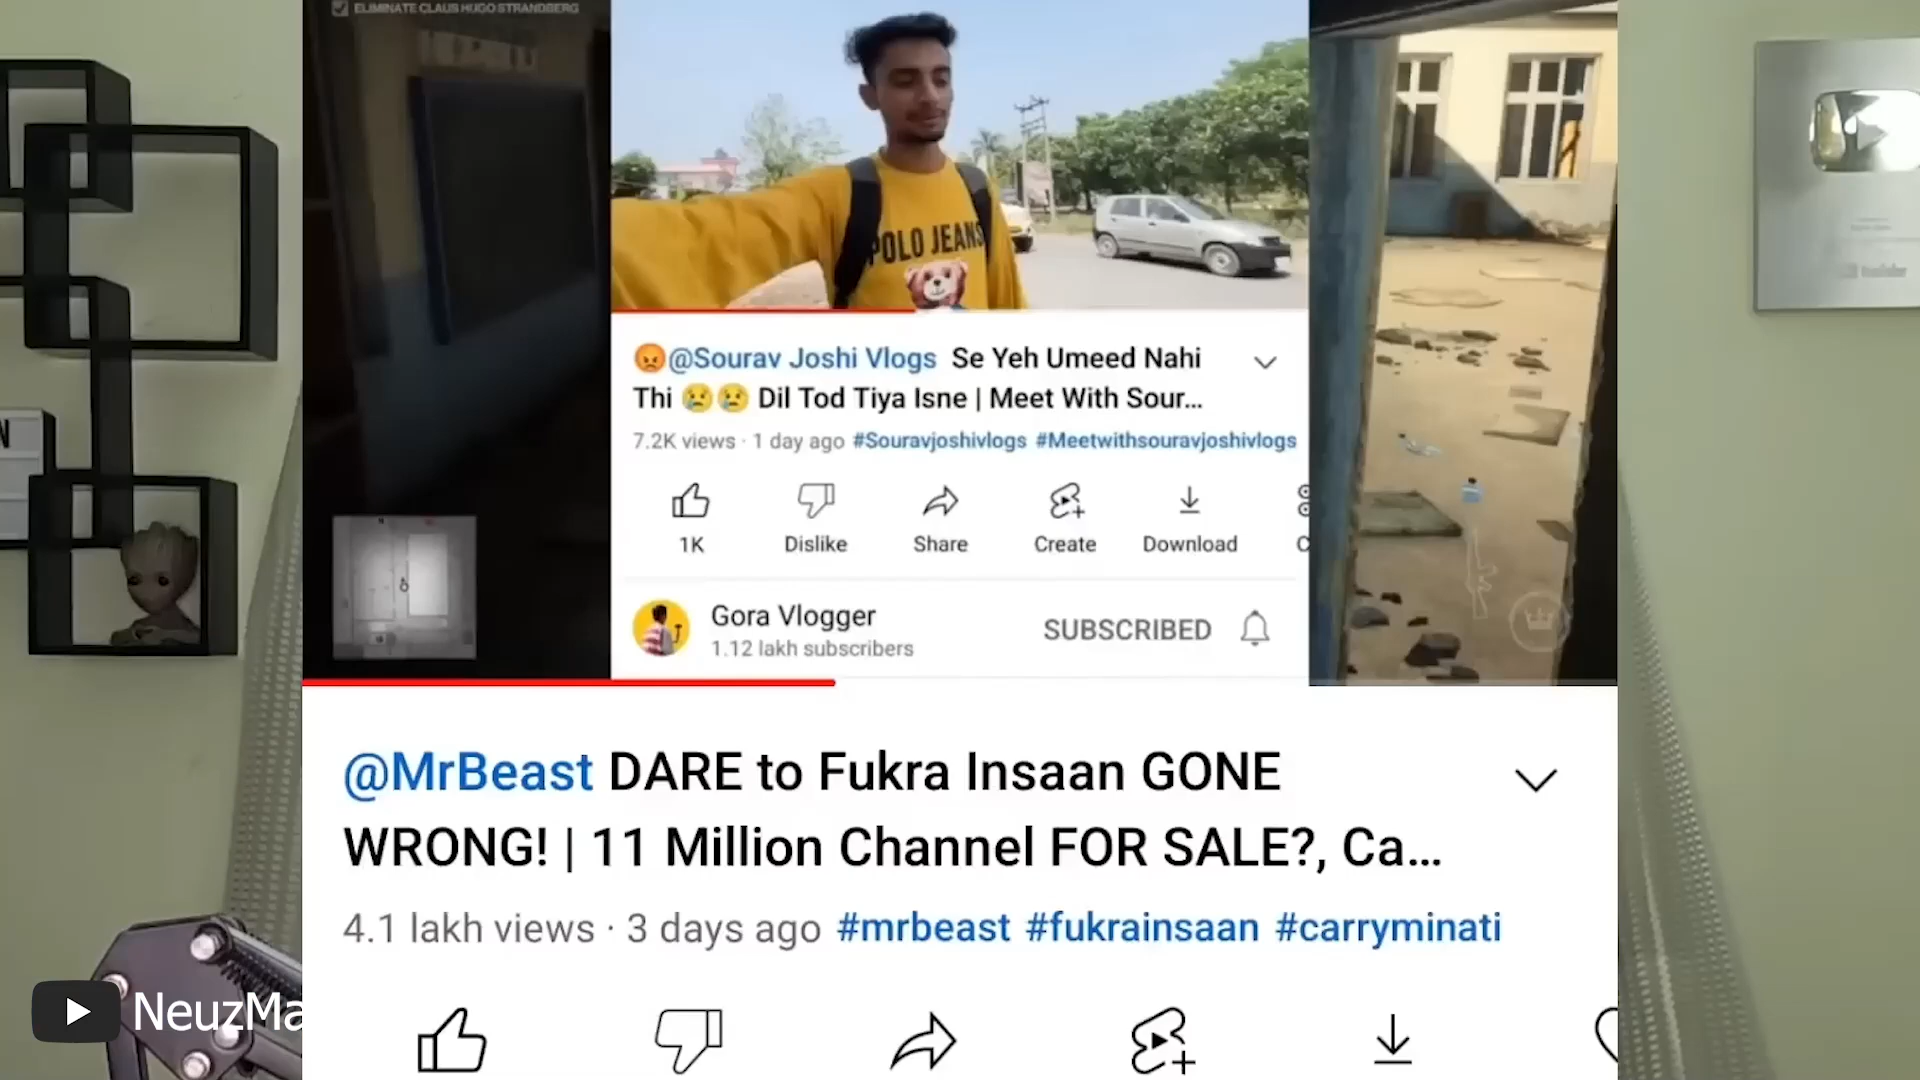 ELIMINATE CLAUS HUGO STRANDBERG
POLO JEANS
😡@Sourav Joshi Vlogs Se Yeh Umeed Nahi
Thi 😢😢 Dil Tod Tiya Isne | Meet With Sour...
7.2K views · 1 day ago #Souravjoshivlogs #Meetwithsouravjoshivlogs
1K Dislike Share Create Download C
Gora Vlogger SUBSCRIBED
1.12 lakh subscribers
N
@MrBeast DARE to Fukra Insaan GONE
WRONG! | 11 Million Channel FOR SALE?, Ca...
4.1 lakh views · 3 days ago #mrbeast #fukrainsaan #carryminati
NeuzMa